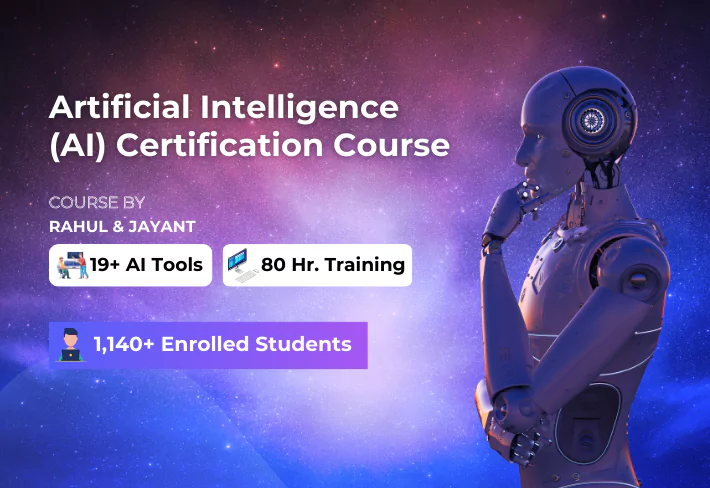 Artificial Intelligence
(AI) Certification Course
COURSE BY
RAHUL & JAYANT
19+ AI Tools
80 Hr. Training
1,140+ Enrolled Students